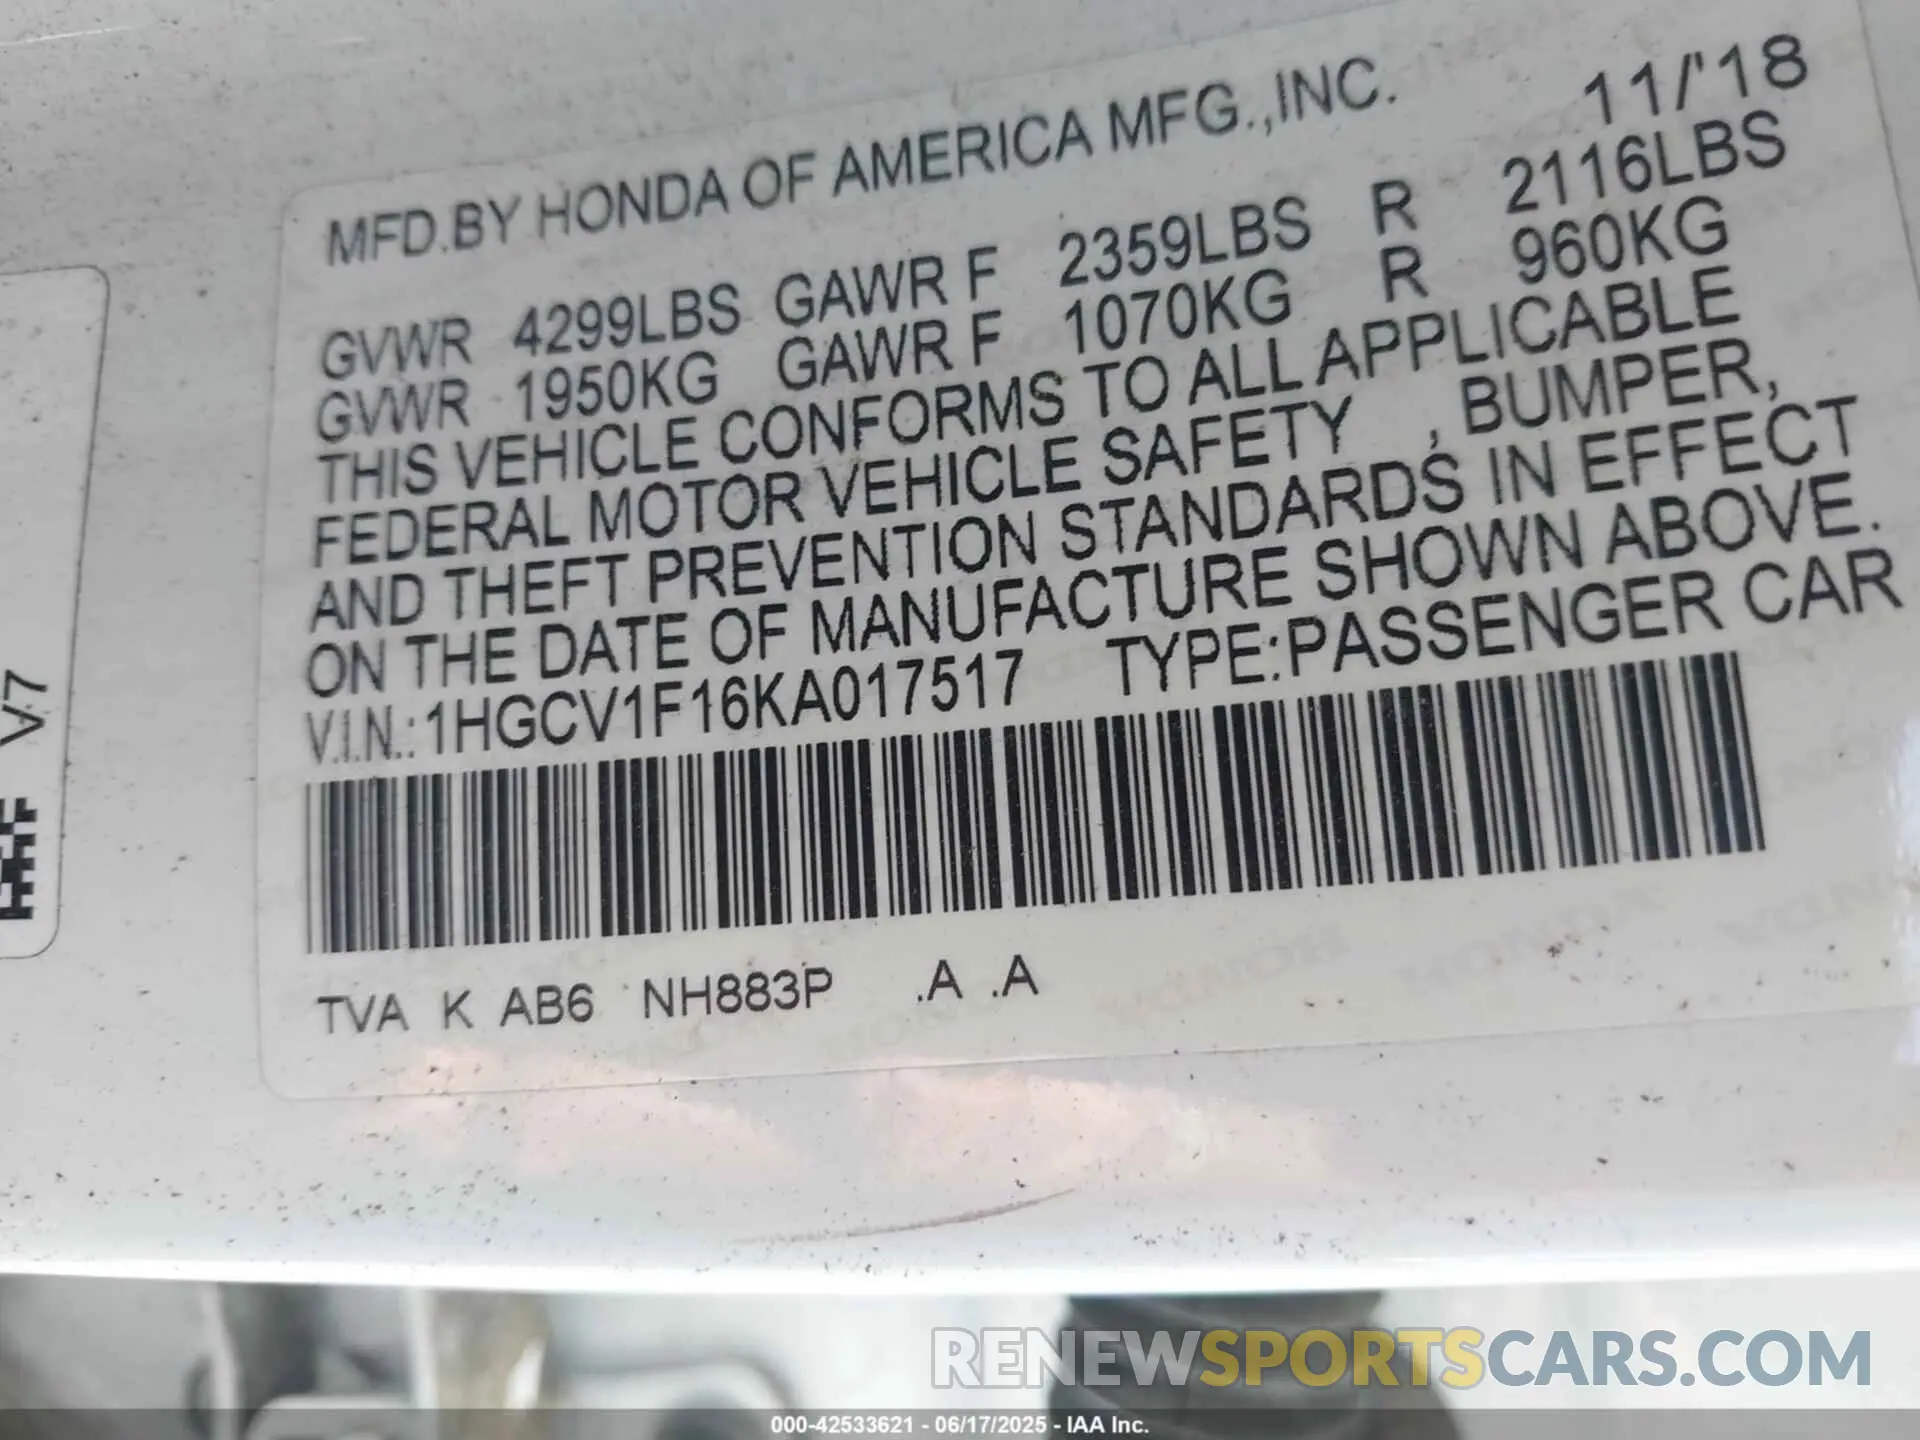 MFD.BY HONDA OF AMERICA MFG.,INC. 11/'18
GVWR 4299LBS GAWR F 2359LBS R 2116LBS
GVWR 1950KG GAWR F 1070KG R 960KG
THIS VEHICLE CONFORMS TO ALL APPLICABLE
FEDERAL MOTOR VEHICLE SAFETY , BUMPER,
AND THEFT PREVENTION STANDARDS IN EFFECT
ON THE DATE OF MANUFACTURE SHOWN ABOVE.
V.I.N.: 1HGCV1F16KA017517 TYPE:PASSENGER CAR
TVA K AB6 NH883P .A .A
V7
RENEWSPORTSCARS.COM
000-42533621 - 06/17/2025 - IAA Inc.